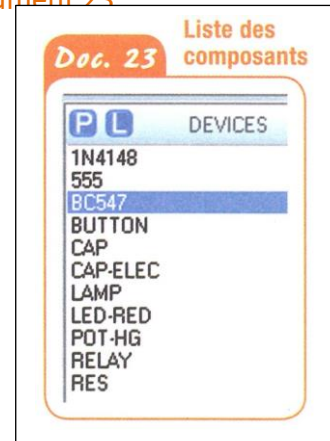 Doc. 23
Liste des
composants
P L DEVICES
1N4148
555
BC547
BUTTON
CAP
CAP-ELEC
LAMP
LED-RED
POT-HG
RELAY
RES